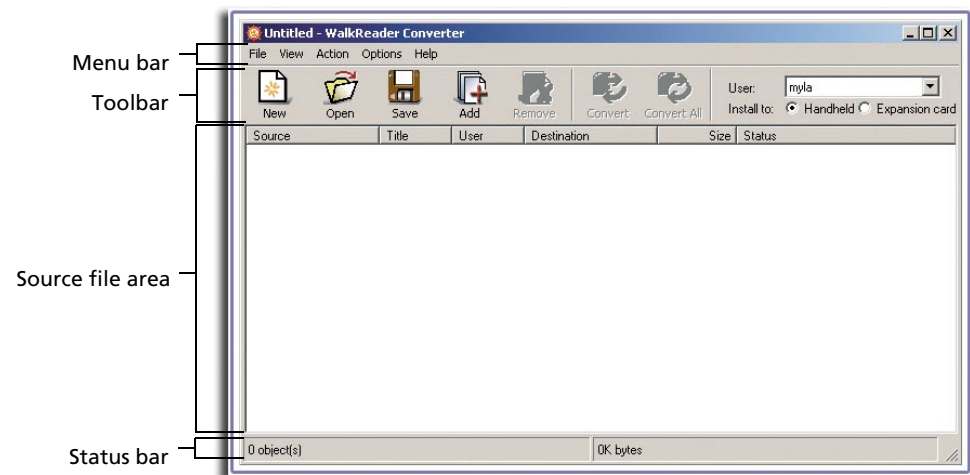 Untitled - WalkReader Converter
Menu bar
File View Action Options Help
Toolbar
New Open Save Add Remove Convert Convert All
User: myla
Install to: Handheld Expansion card
Source Title User Destination Size Status
Source file area
Status bar
0 object(s) 0K bytes